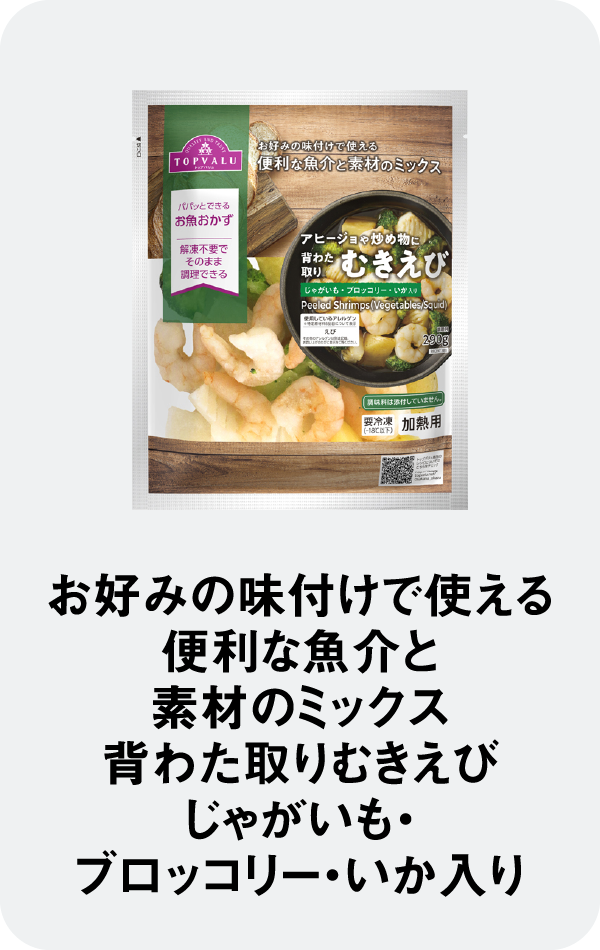 お好みの味付けで使える
便利な魚介と素材のミックス
QUALITY AND TRUST
TOPVALU
トップバリュ
パパッとできる
お魚おかず
解凍不要で
そのまま
調理できる
アヒージョや炒め物に
背わた
取り
むきえび
じゃがいも・ブロッコリー・いか入り
Peeled Shrimps(Vegetables/Squid)
使用しているアレルゲン
えび
290g
調味料は添付していません。
要冷凍
(-18℃以下)
加熱用
お好みの味付けで使える
便利な魚介と
素材のミックス
背わた取りむきえび
じゃがいも・
ブロッコリー・いか入り